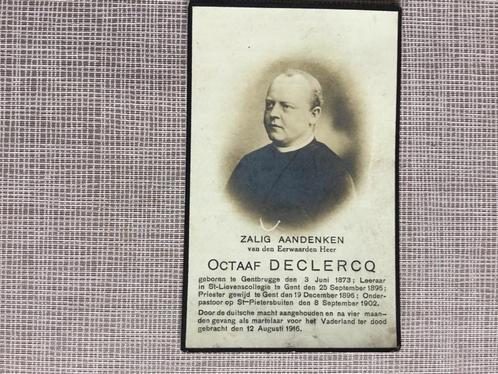 ZALIG AANDENKEN
van den Eerwaarden Heer
OCTAAF DECLERCQ
geboren te Gentbrugge den 3 Juni 1873; Leeraar
in St-Lievenscollegie te Gent den 25 September 1895;
Priester gewijd te Gent den 19 December 1896; Onder-
pastoor op St-Pietersbuiten den 8 September 1902.
Door de duitsche macht aangehouden en na vier maan-
den gevang als martelaar voor het Vaderland ter dood
gebracht den 12 Augusti 1916.